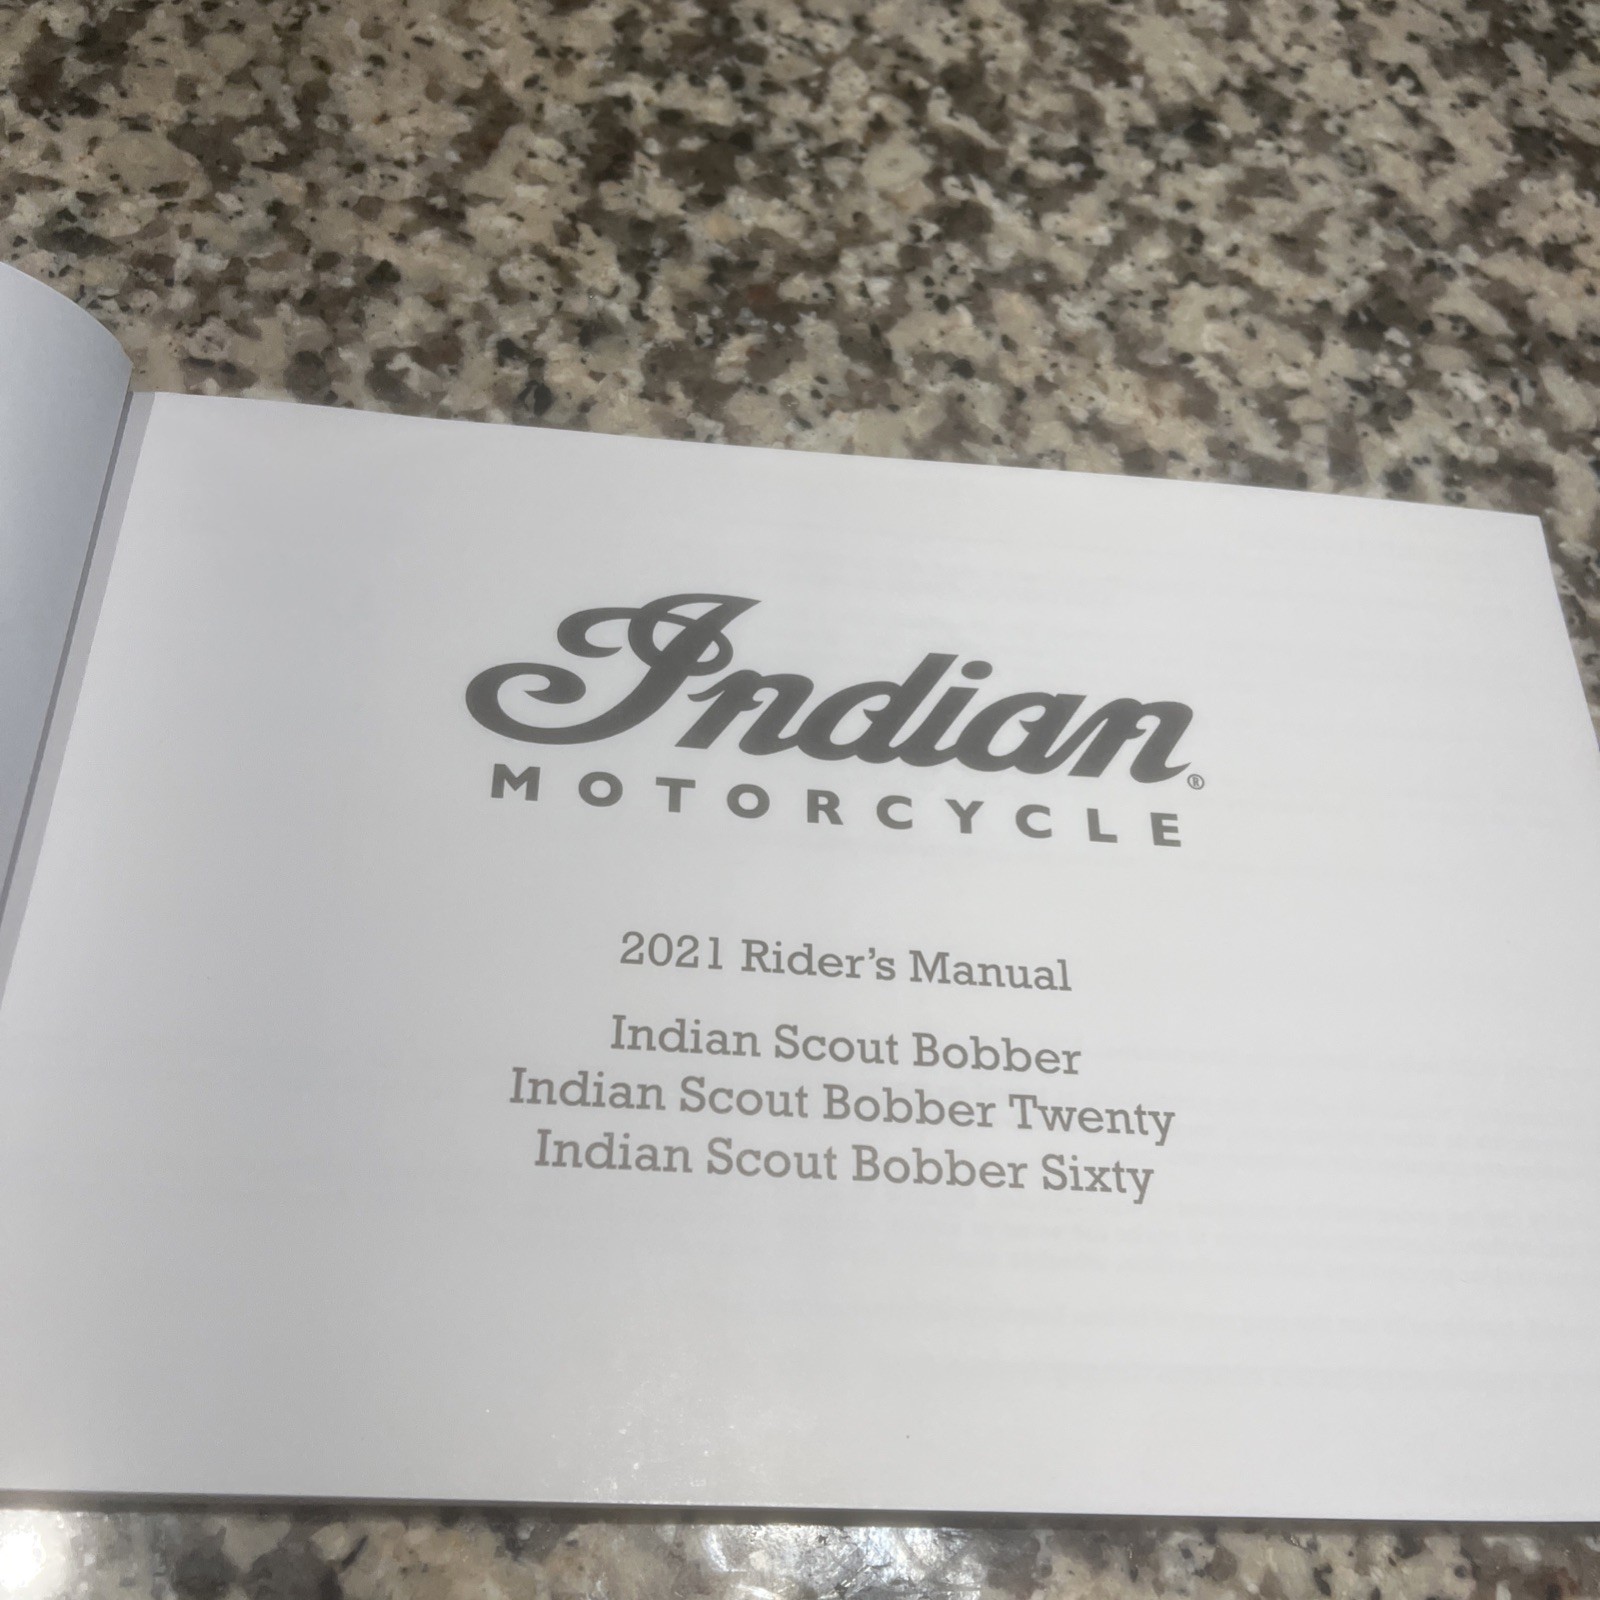 Indian®
MOTORCYCLE
2021 Rider's Manual
Indian Scout Bobber
Indian Scout Bobber Twenty
Indian Scout Bobber Sixty